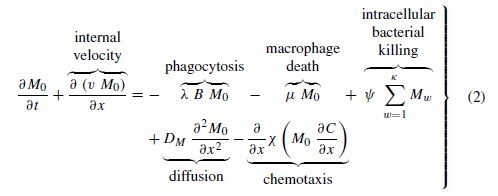 intracellular
internal macrophage bacterial
velocity phagocytosis death killing
∂M₀/∂t + ∂(v M₀)/∂x = − λ B M₀ − μ M₀ + ψ ∑_{w=1}^{κ} M_w (2)
+ D_M ∂²M₀/∂x² − ∂/∂x χ (M₀ ∂C/∂x)
diffusion chemotaxis